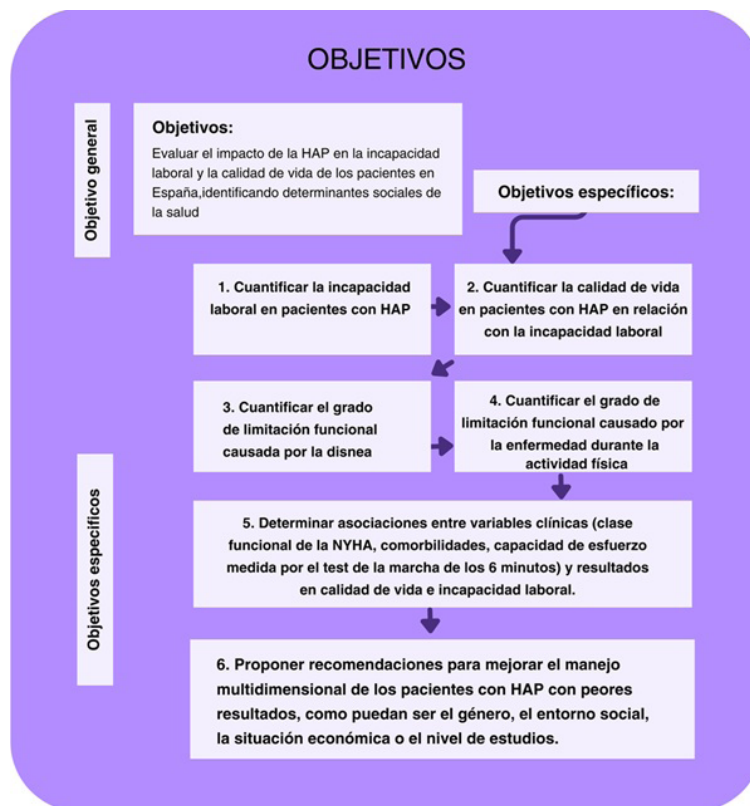 OBJETIVOS
Objetivo general
Objetivos:
Evaluar el impacto de la HAP en la incapacidad
laboral y la calidad de vida de los pacientes en
España,identificando determinantes sociales de
la salud
Objetivos específicos:
1. Cuantificar la incapacidad
laboral en pacientes con HAP
2. Cuantificar la calidad de vida
en pacientes con HAP en relación
con la incapacidad laboral
3. Cuantificar el grado
de limitación funcional
causada por la disnea
4. Cuantificar el grado de
limitación funcional causado por
la enfermedad durante la
actividad física
Objetivos especificos
5. Determinar asociaciones entre variables clínicas (clase
funcional de la NYHA, comorbilidades, capacidad de esfuerzo
medida por el test de la marcha de los 6 minutos) y resultados
en calidad de vida e incapacidad laboral.
6. Proponer recomendaciones para mejorar el manejo
multidimensional de los pacientes con HAP con peores
resultados, como puedan ser el género, el entorno social,
la situación económica o el nivel de estudios.